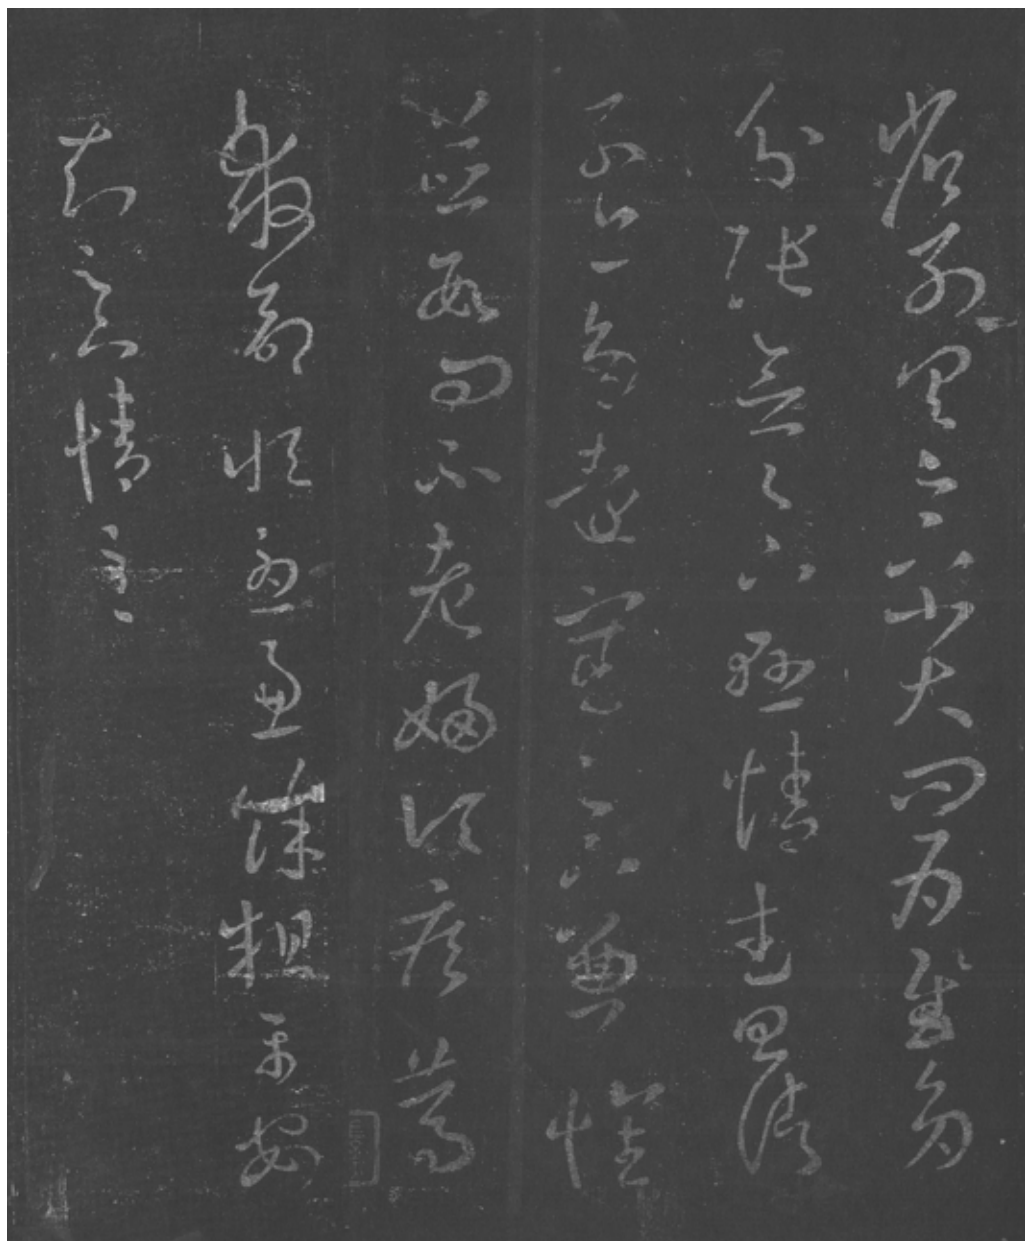 省別具足下小大問為慰多
分張念足下懸情武昌諸
子亦多遠宦足下兼懷
並數問不老婦頃疾篤
救命恒憂慮餘粗平安
知足下情至